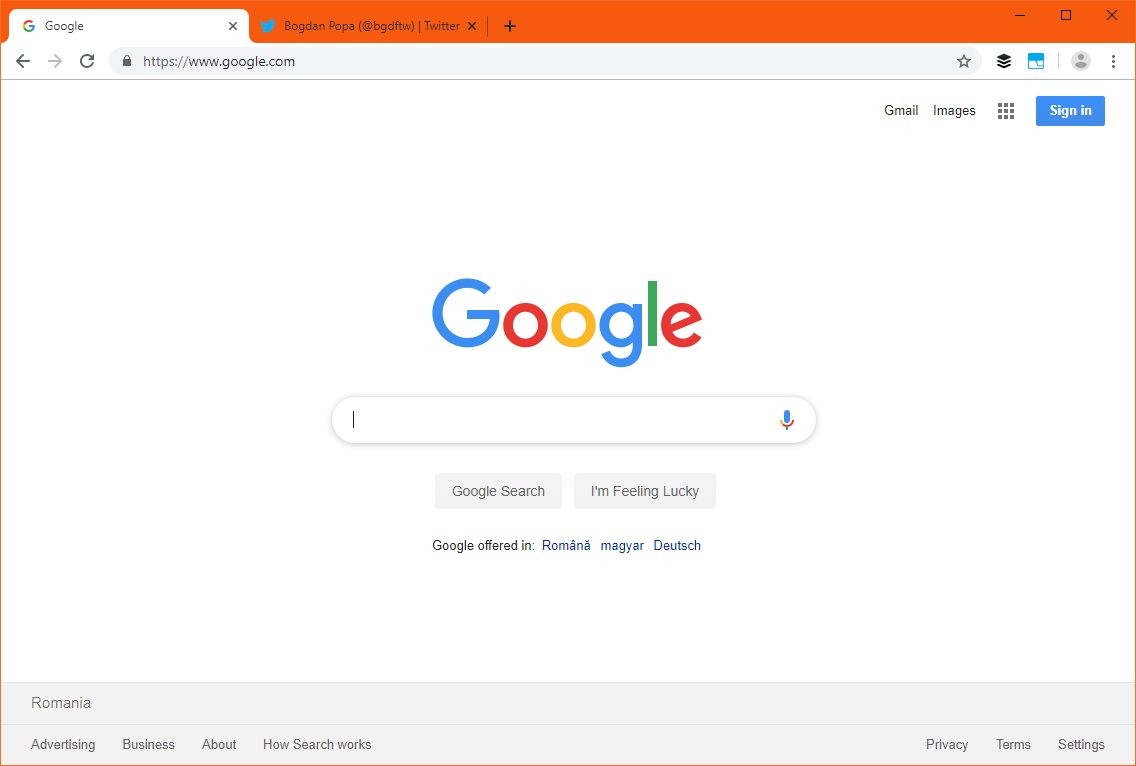 Google Bogdan Popa (@bgdftw) | Twitter
https://www.google.com
Gmail Images Sign in
Google
Google Search I'm Feeling Lucky
Google offered in: Română magyar Deutsch
Romania
Advertising Business About How Search works Privacy Terms Settings